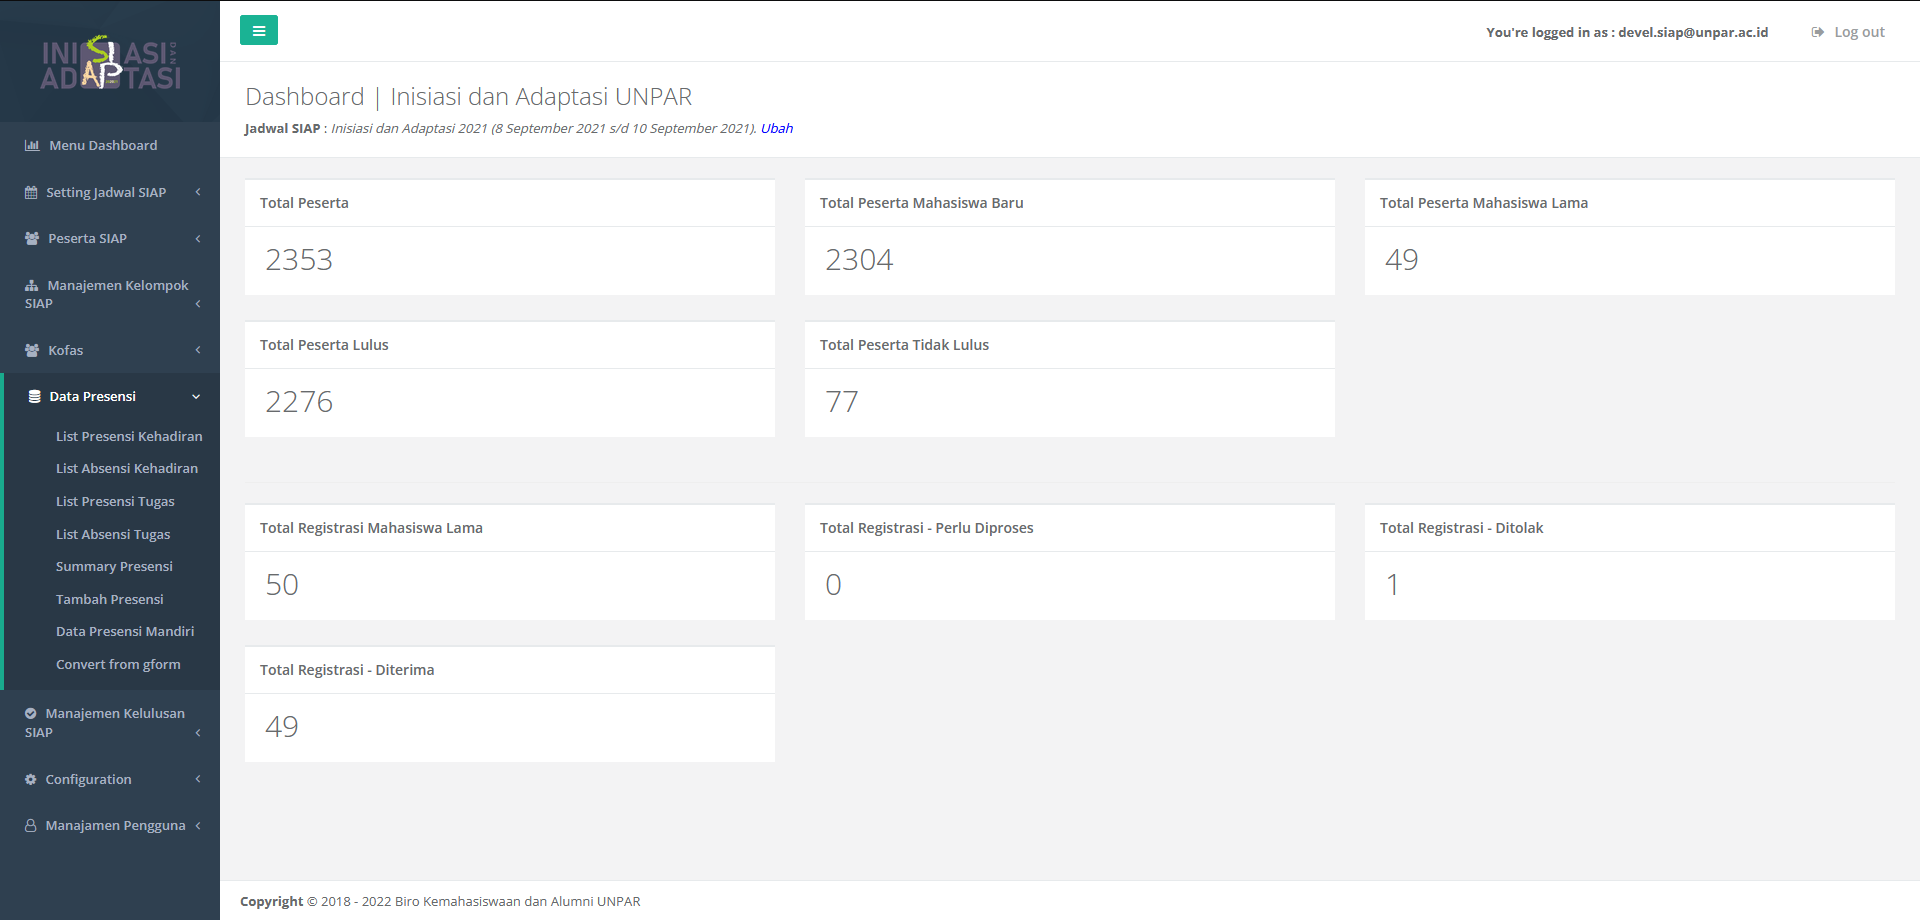 INISIASI DAN
ADAPTASI
Menu Dashboard
Setting Jadwal SIAP
Peserta SIAP
Manajemen Kelompok
SIAP
Kofas
Data Presensi
List Presensi Kehadiran
List Absensi Kehadiran
List Presensi Tugas
List Absensi Tugas
Summary Presensi
Tambah Presensi
Data Presensi Mandiri
Convert from gform
Manajemen Kelulusan
SIAP
Configuration
Manajamen Pengguna
You're logged in as : devel.siap@unpar.ac.id
Log out
Dashboard | Inisiasi dan Adaptasi UNPAR
Jadwal SIAP : Inisiasi dan Adaptasi 2021 (8 September 2021 s/d 10 September 2021). Ubah
Total Peserta
2353
Total Peserta Mahasiswa Baru
2304
Total Peserta Mahasiswa Lama
49
Total Peserta Lulus
2276
Total Peserta Tidak Lulus
77
Total Registrasi Mahasiswa Lama
50
Total Registrasi - Perlu Diproses
0
Total Registrasi - Ditolak
1
Total Registrasi - Diterima
49
Copyright © 2018 - 2022 Biro Kemahasiswaan dan Alumni UNPAR